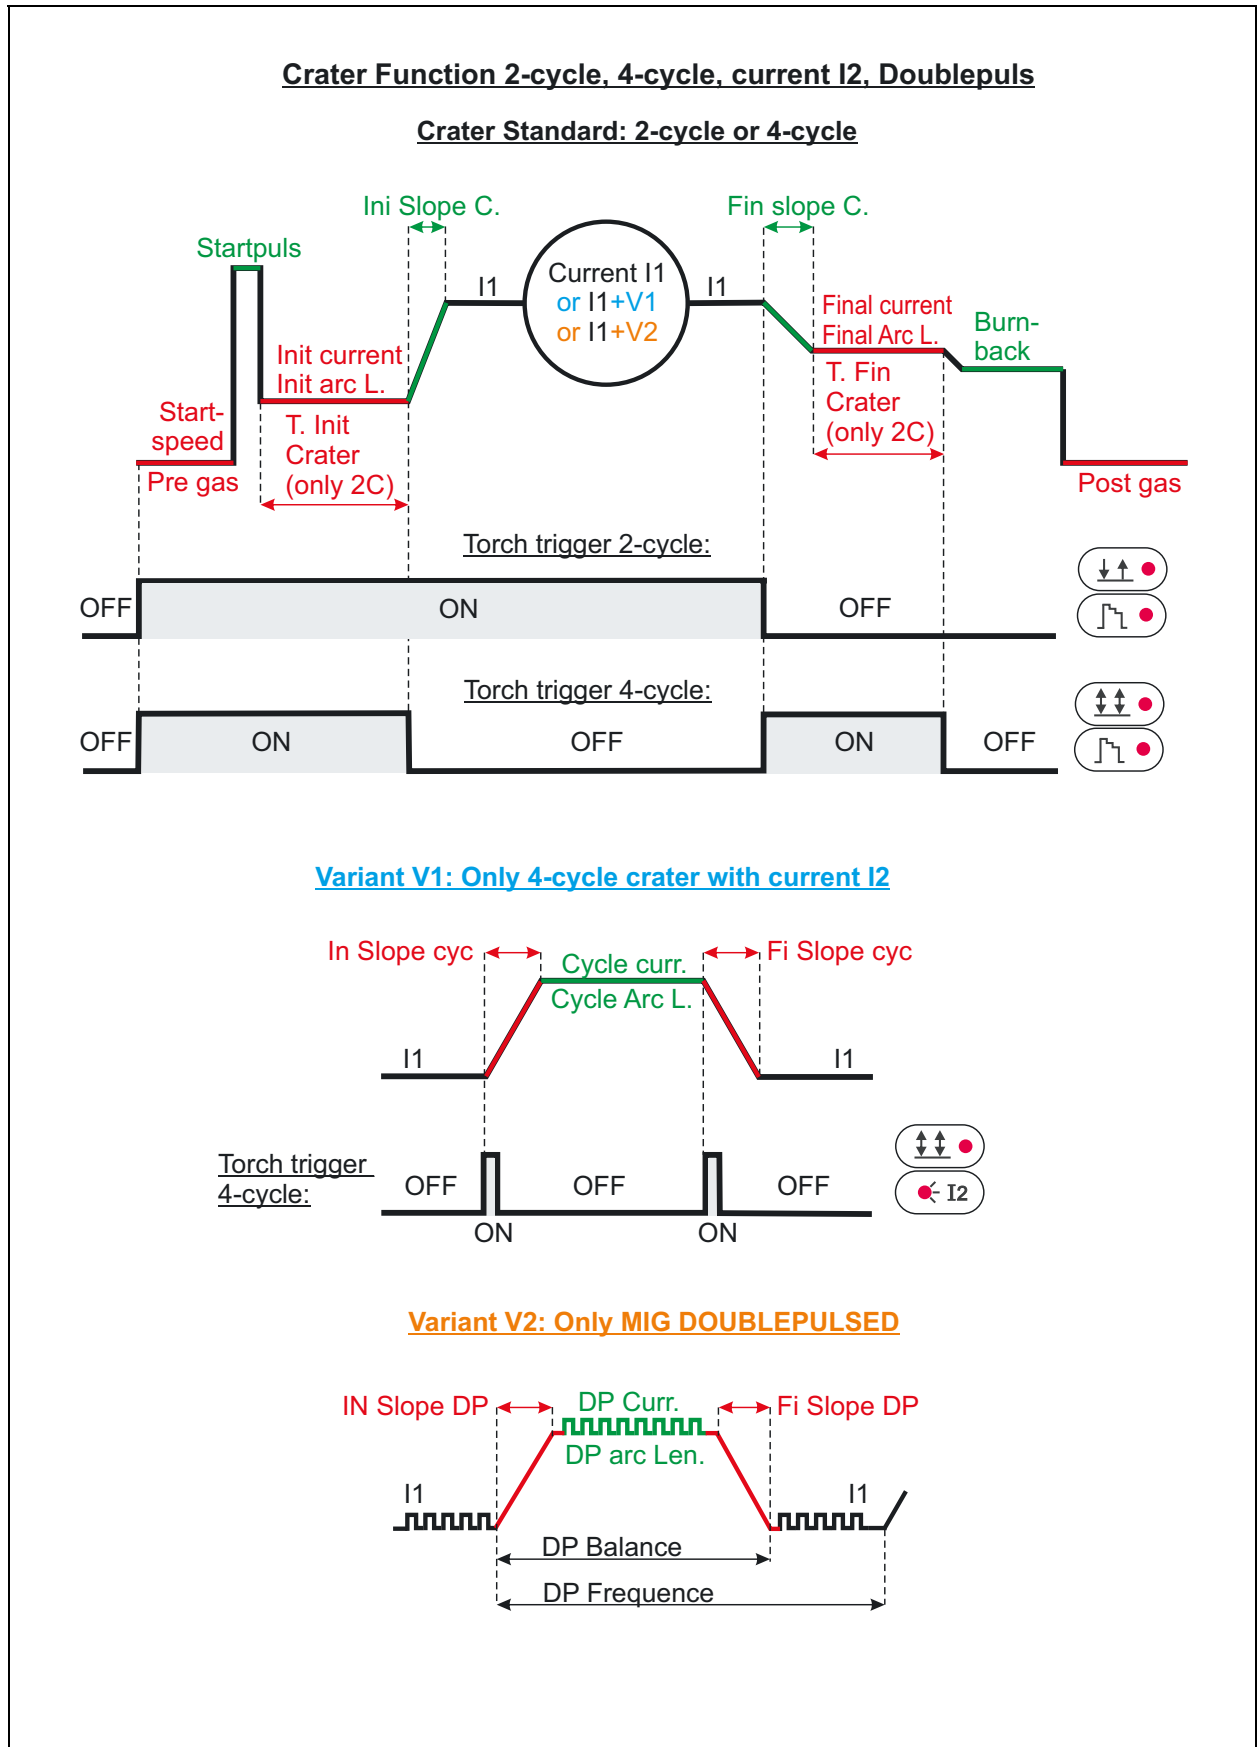 Crater Function 2-cycle, 4-cycle, current I2, Doublepuls
Crater Standard: 2-cycle or 4-cycle
Ini Slope C.
Fin slope C.
Startpuls
I1
Current I1
or I1+V1
or I1+V2
I1
Final current
Final Arc L.
Burn-
back
Init current
Init arc L.
T. Fin
Crater
(only 2C)
Start-
speed
T. Init
Crater
(only 2C)
Pre gas
Post gas
Torch trigger 2-cycle:
OFF
ON
OFF
Torch trigger 4-cycle:
OFF
ON
OFF
ON
OFF
Variant V1: Only 4-cycle crater with current I2
In Slope cyc
Fi Slope cyc
Cycle curr.
Cycle Arc L.
I1
I1
Torch trigger
4-cycle:
OFF
OFF
OFF
I2
ON
ON
Variant V2: Only MIG DOUBLEPULSED
IN Slope DP
DP Curr.
Fi Slope DP
DP arc Len.
I1
I1
DP Balance
DP Frequence